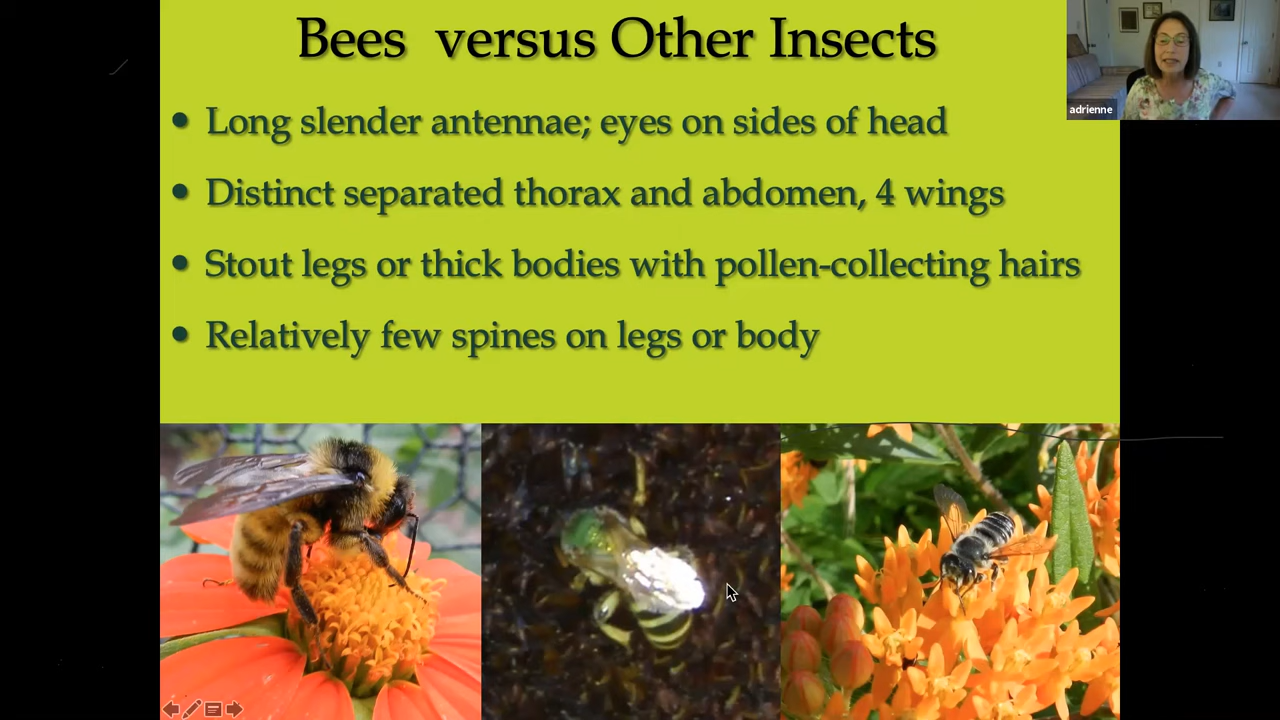 Bees versus Other Insects
• Long slender antennae; eyes on sides of head
• Distinct separated thorax and abdomen, 4 wings
• Stout legs or thick bodies with pollen-collecting hairs
• Relatively few spines on legs or body
adrienne